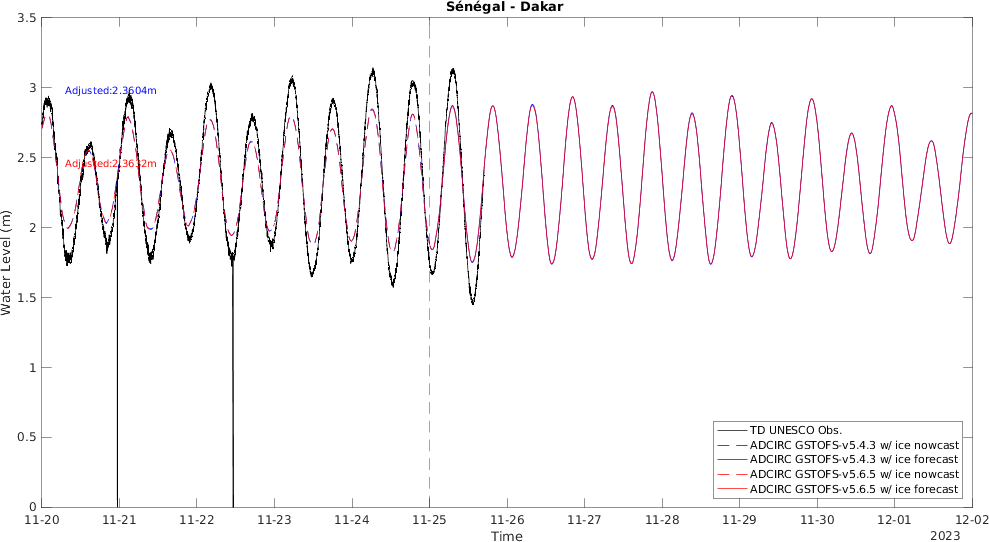 Sénégal - Dakar
3.5
3
2.5
2
1.5
1
0.5
0
Water Level (m)
Adjusted:2.3604m
Adjusted:2.3632m
TD UNESCO Obs.
ADCIRC GSTOFS-v5.4.3 w/ ice nowcast
ADCIRC GSTOFS-v5.4.3 w/ ice forecast
ADCIRC GSTOFS-v5.6.5 w/ ice nowcast
ADCIRC GSTOFS-v5.6.5 w/ ice forecast
11-20 11-21 11-22 11-23 11-24 11-25 11-26 11-27 11-28 11-29 11-30 12-01 12-02
Time
2023